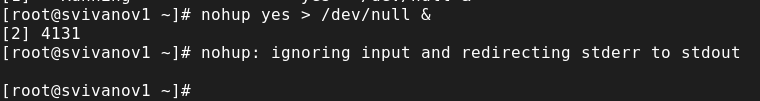 [root@svivanov1 ~]# nohup yes > /dev/null &
[2] 4131
[root@svivanov1 ~]# nohup: ignoring input and redirecting stderr to stdout
[root@svivanov1 ~]#